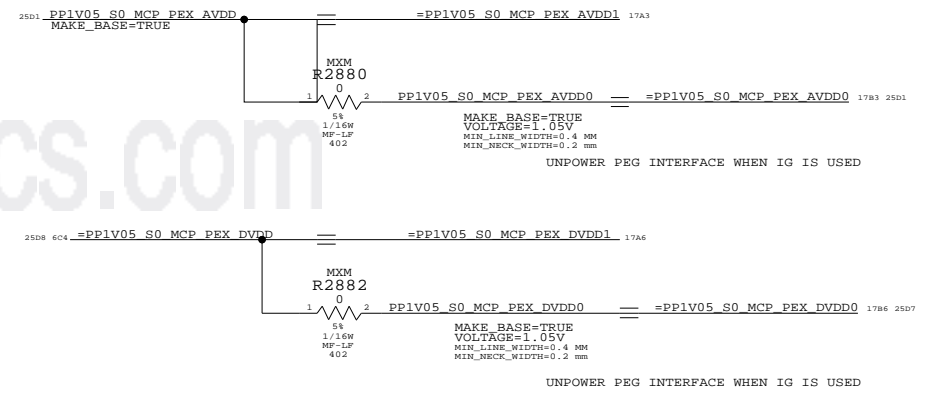 25D1 PP1V05_S0_MCP_PEX_AVDD =PP1V05_S0_MCP_PEX_AVDD1 17A3
MAKE_BASE=TRUE
MXM
R2880
0
1 2 PP1V05_S0_MCP_PEX_AVDD0 =PP1V05_S0_MCP_PEX_AVDD0 17B3 25D1
5%
1/16W
MF-LF
402
MAKE_BASE=TRUE
VOLTAGE=1.05V
MIN_LINE_WIDTH=0.4 MM
MIN_NECK_WIDTH=0.2 mm
UNPOWER PEG INTERFACE WHEN IG IS USED
cs.com
25D8 6C4 =PP1V05_S0_MCP_PEX_DVDD =PP1V05_S0_MCP_PEX_DVDD1 17A6
MXM
R2882
0
1 2 PP1V05_S0_MCP_PEX_DVDD0 =PP1V05_S0_MCP_PEX_DVDD0 17B6 25D7
5%
1/16W
MF-LF
402
MAKE_BASE=TRUE
VOLTAGE=1.05V
MIN_LINE_WIDTH=0.4 MM
MIN_NECK_WIDTH=0.2 mm
UNPOWER PEG INTERFACE WHEN IG IS USED